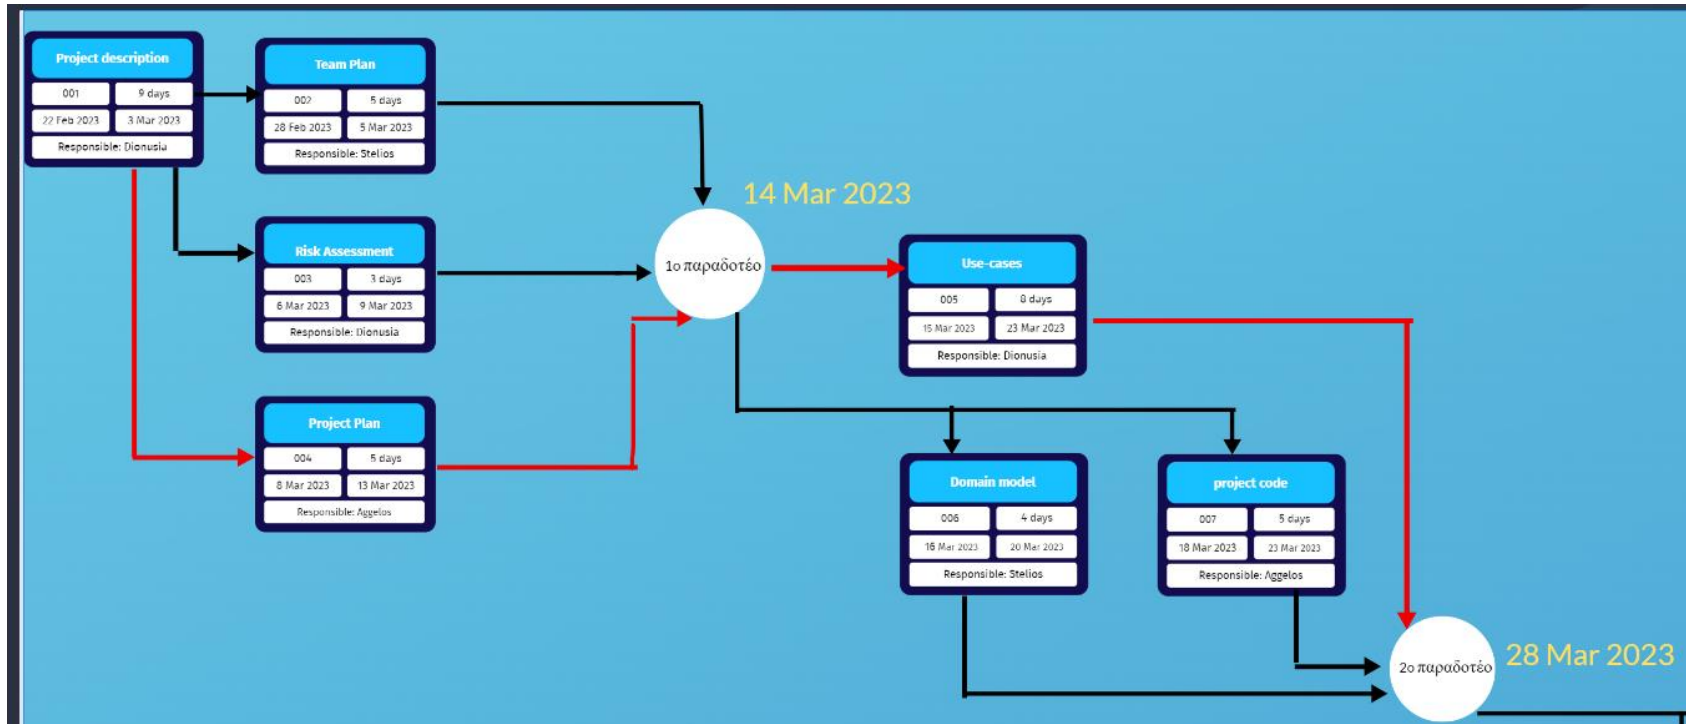 Project description
001
9 days
22 Feb 2023
3 Mar 2023
Responsible: Dionusia
Team Plan
002
5 days
28 Feb 2023
5 Mar 2023
Responsible: Stelios
Risk Assessment
003
3 days
6 Mar 2023
9 Mar 2023
Responsible: Dionusia
Project Plan
004
5 days
8 Mar 2023
13 Mar 2023
Responsible: Aggelos
14 Mar 2023
1ο παραδοτέο
Use-cases
005
8 days
15 Mar 2023
23 Mar 2023
Responsible: Dionusia
Domain model
006
4 days
16 Mar 2023
20 Mar 2023
Responsible: Stelios
project code
007
5 days
18 Mar 2023
23 Mar 2023
Responsible: Aggelos
2ο παραδοτέο
28 Mar 2023